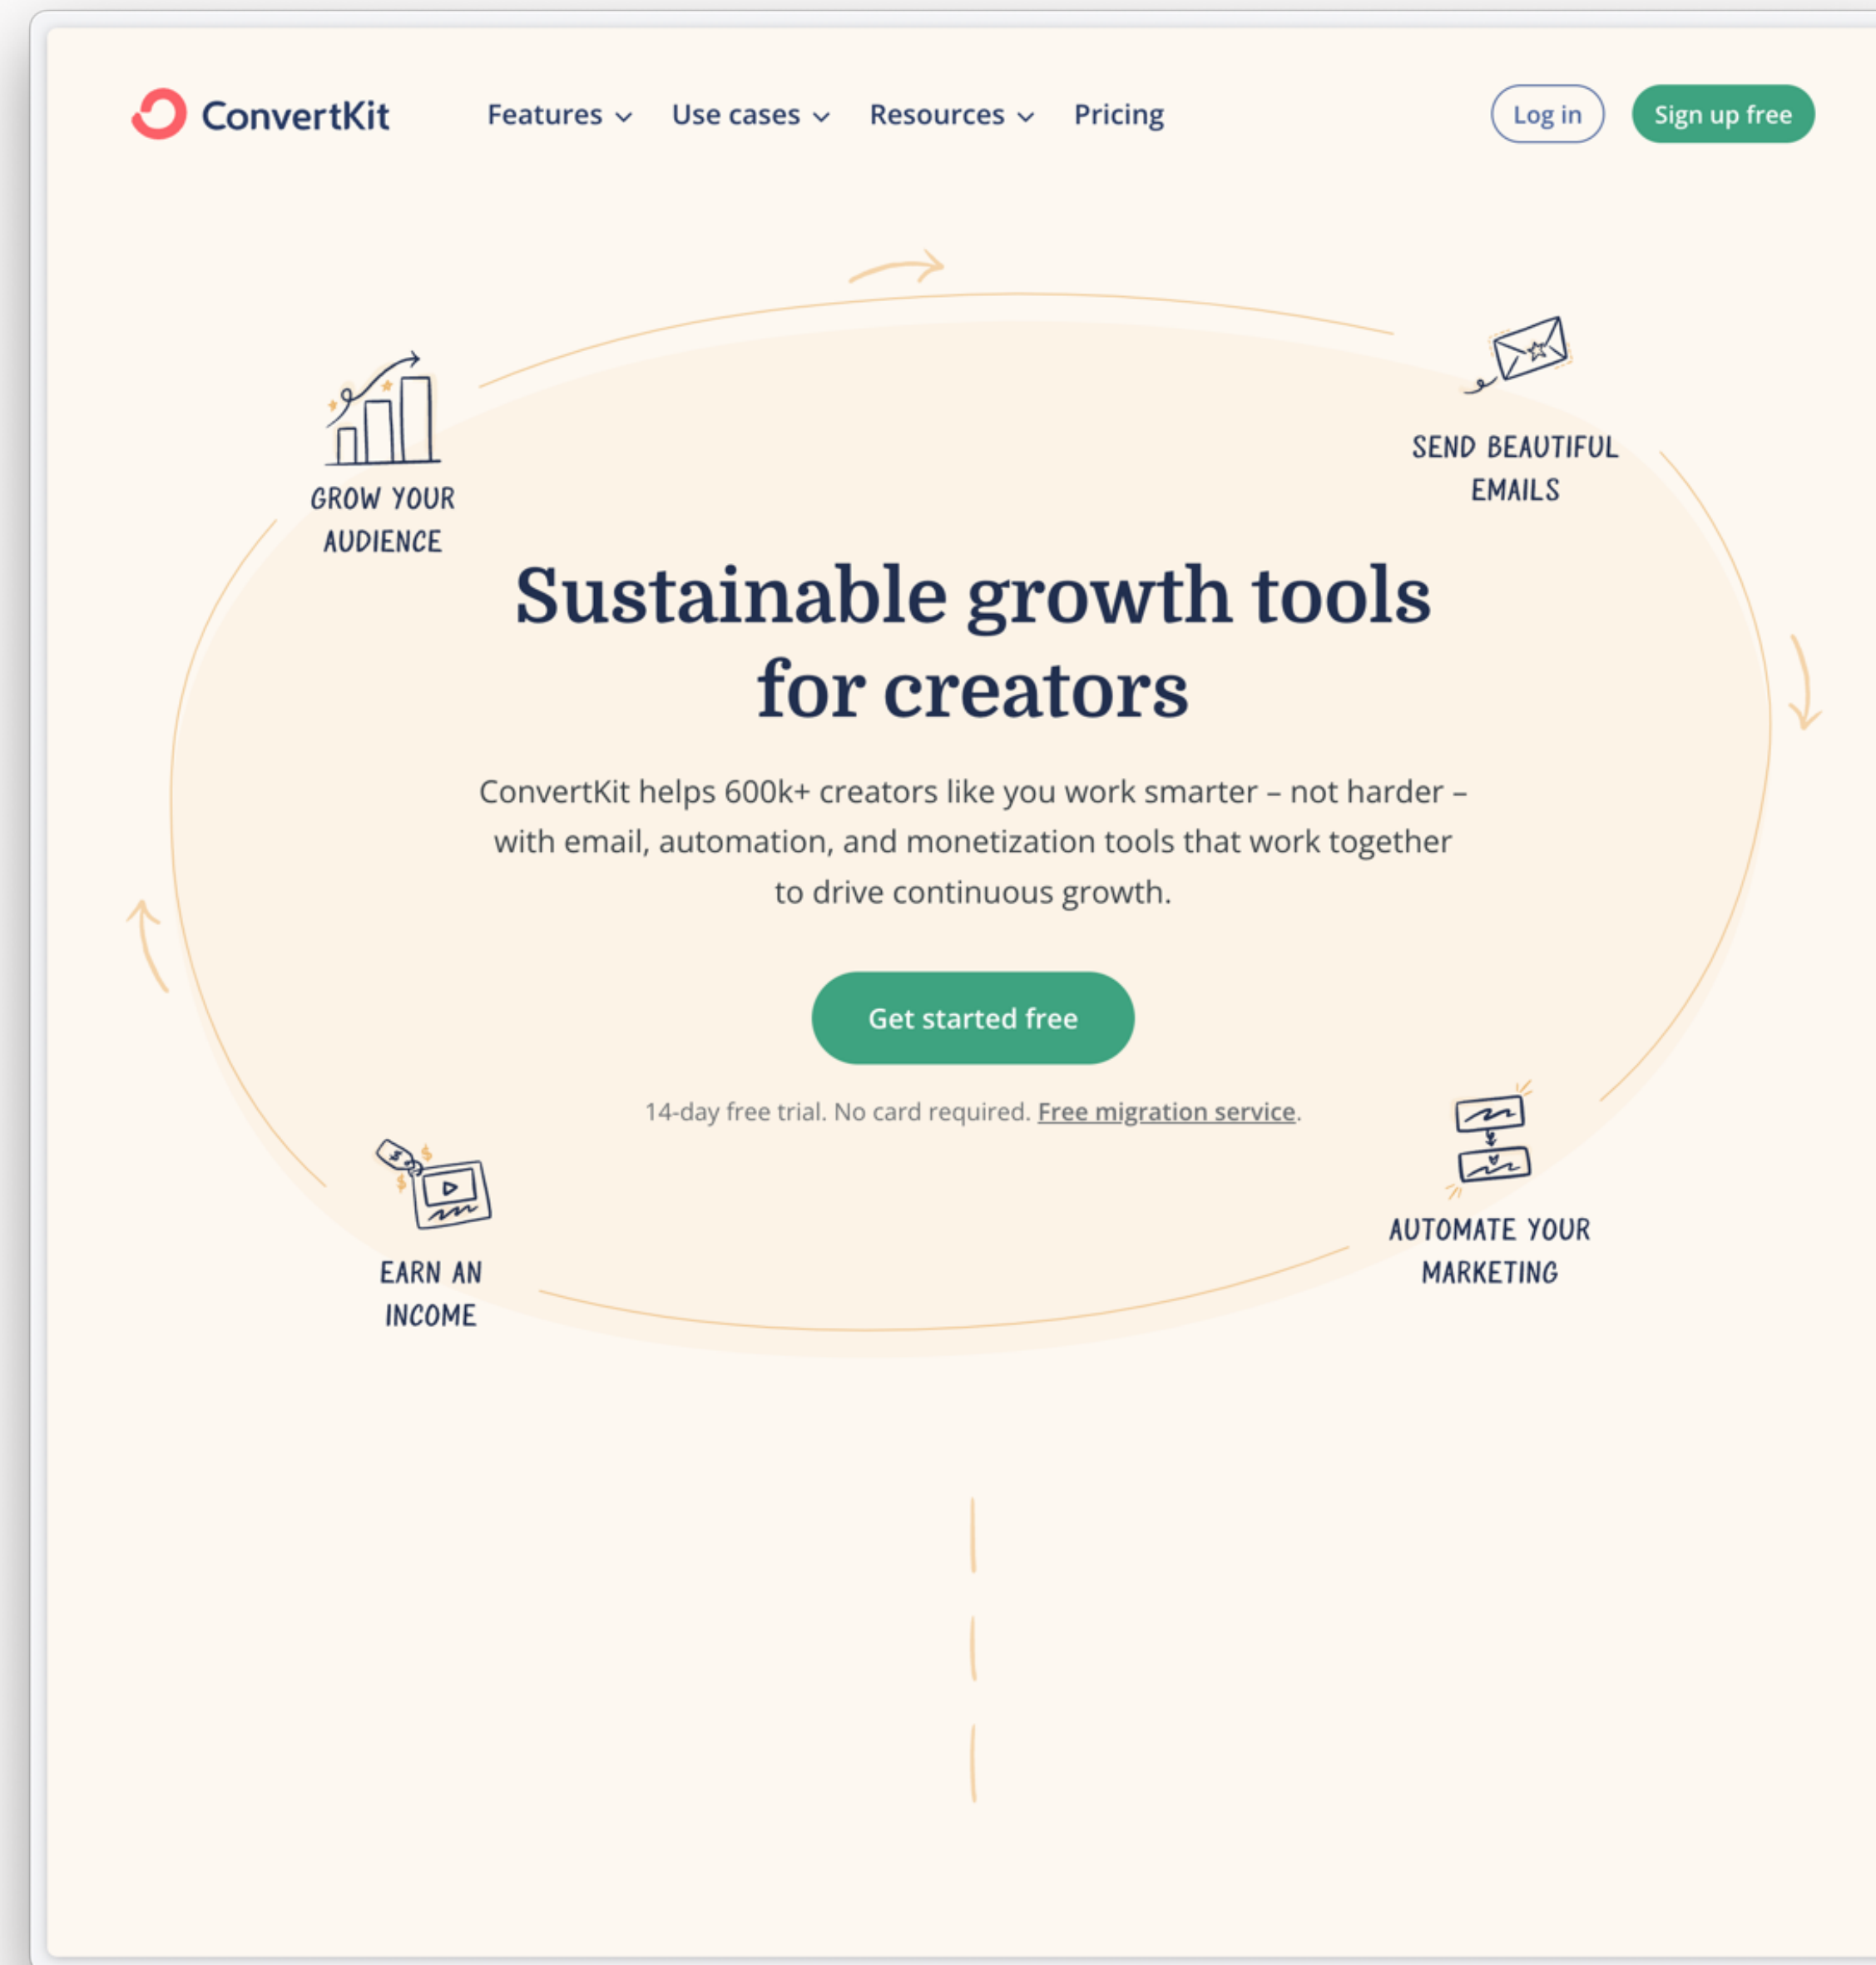 ConvertKit
Features
Use cases
Resources
Pricing
Log in
Sign up free
GROW YOUR
AUDIENCE
SEND BEAUTIFUL
EMAILS
Sustainable growth tools
for creators
ConvertKit helps 600k+ creators like you work smarter – not harder –
with email, automation, and monetization tools that work together
to drive continuous growth.
Get started free
14-day free trial. No card required. Free migration service.
$
$
$
EARN AN
INCOME
AUTOMATE YOUR
MARKETING